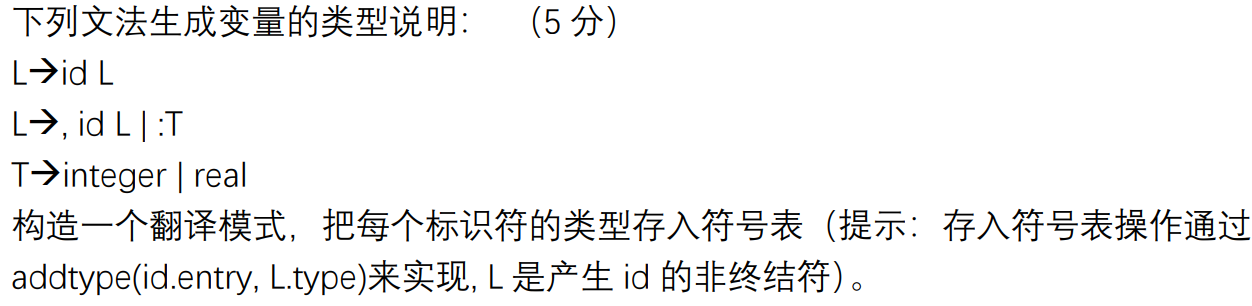 下列文法生成变量的类型说明： （5 分）
L→id L
L→, id L | :T
T→integer | real
构造一个翻译模式，把每个标识符的类型存入符号表（提示：存入符号表操作通过
addtype(id.entry, L.type)来实现, L 是产生 id 的非终结符）。